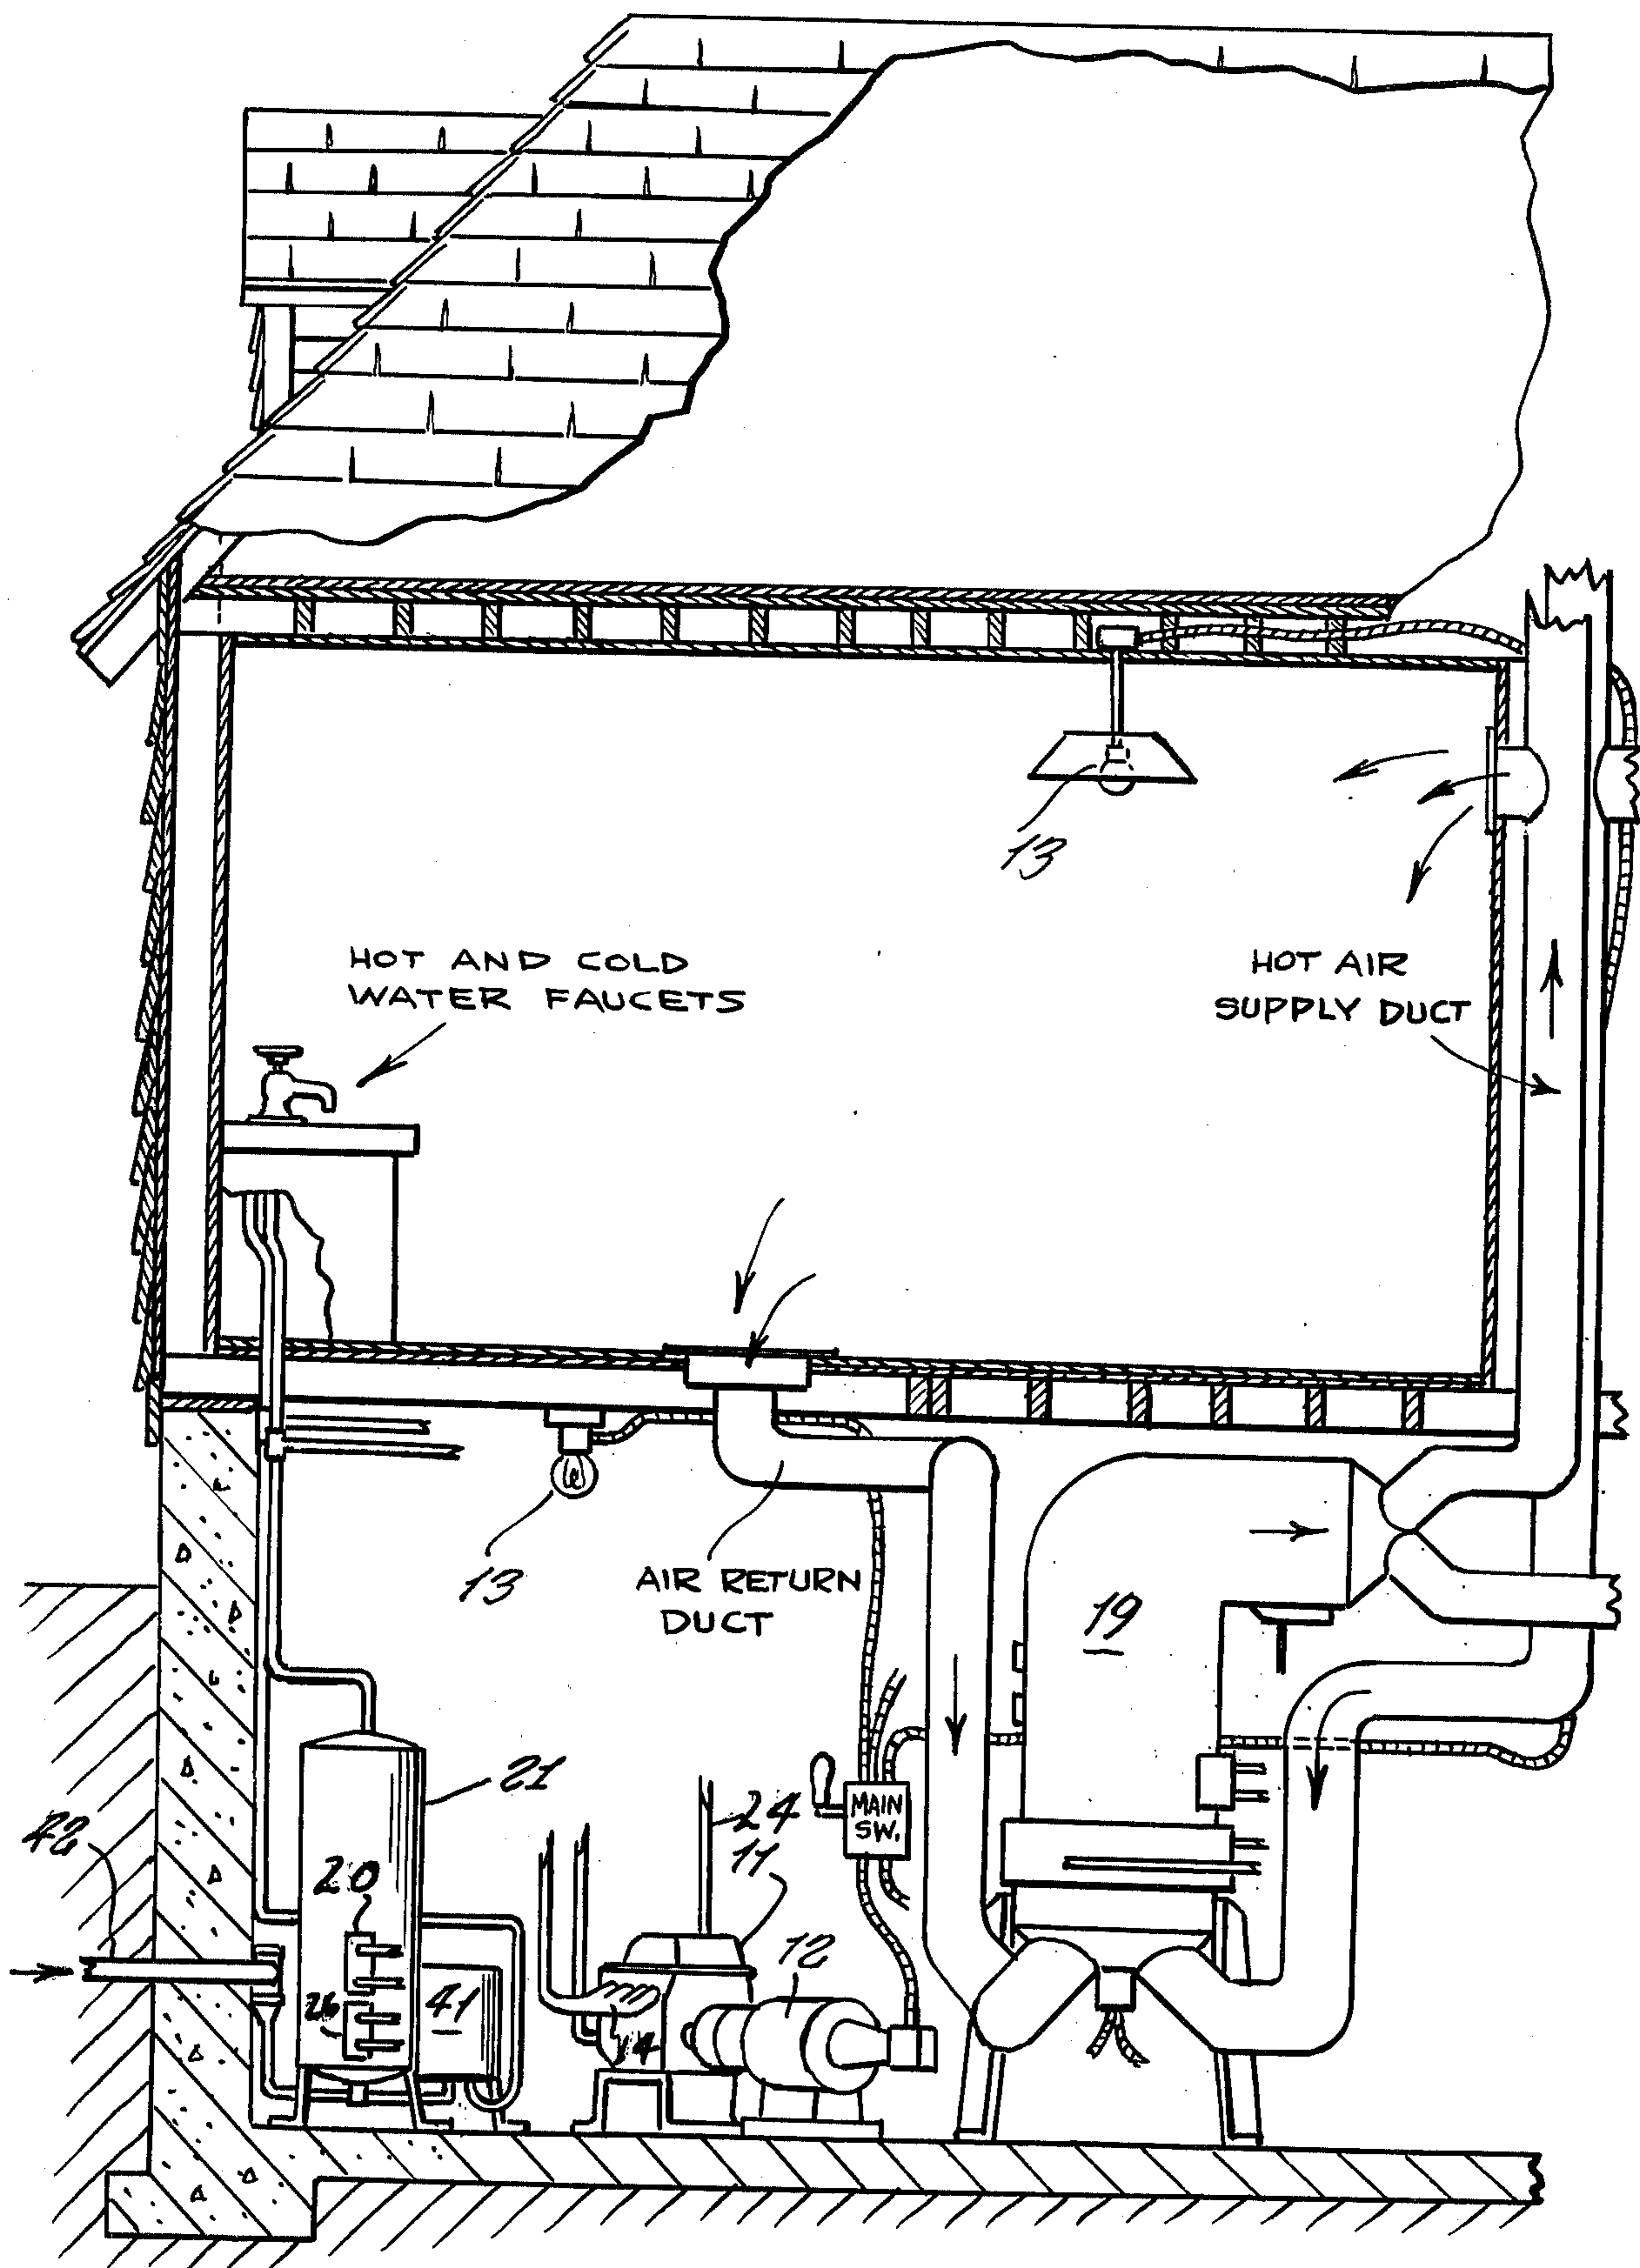 13
HOT AND COLD
WATER FAUCETS
HOT AIR
SUPPLY DUCT
13
AIR RETURN
DUCT
19
21
24
11
MAIN
SW.
42
20
12
26
41